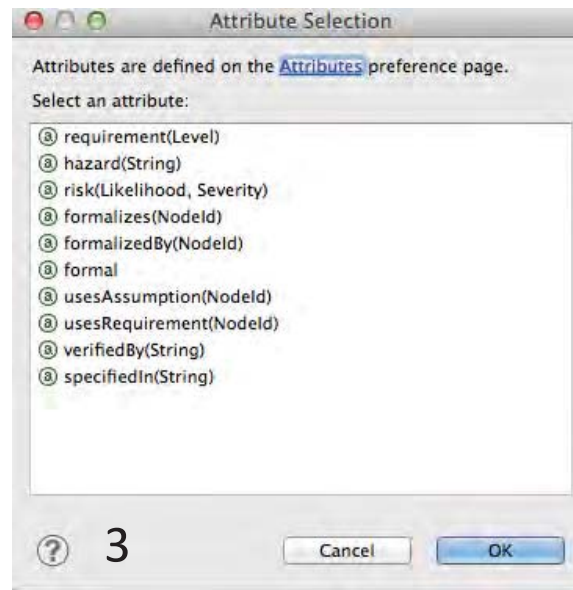 Attribute Selection
Attributes are defined on the Attributes preference page.
Select an attribute:
ⓐ requirement(Level)
ⓐ hazard(String)
ⓐ risk(Likelihood, Severity)
ⓐ formalizes(NodeId)
ⓐ formalizedBy(NodeId)
ⓐ formal
ⓐ usesAssumption(NodeId)
ⓐ usesRequirement(NodeId)
ⓐ verifiedBy(String)
ⓐ specifiedIn(String)
? 3 Cancel OK